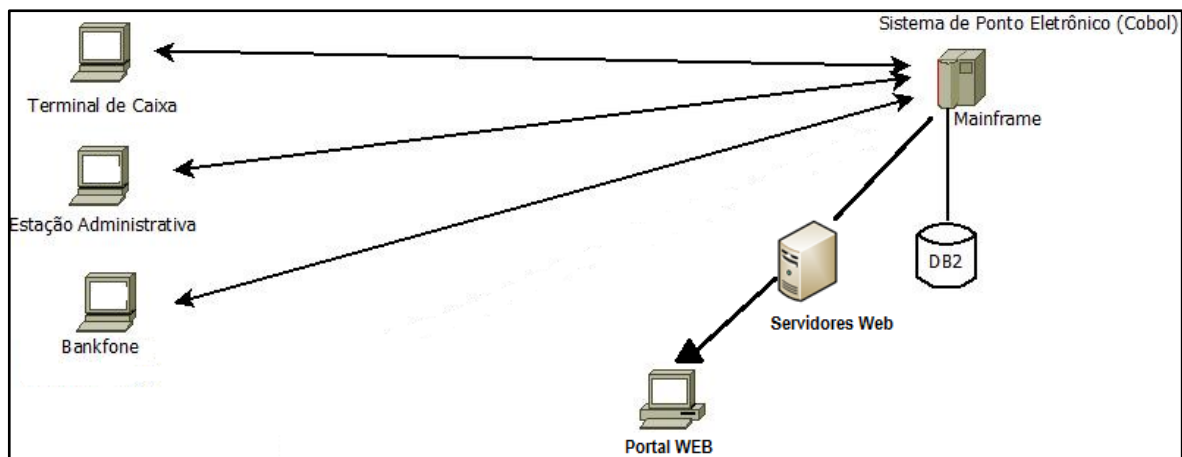 Sistema de Ponto Eletrônico (Cobol)
Terminal de Caixa
Mainframe
Estação Administrativa
DB2
Servidores Web
Bankfone
Portal WEB